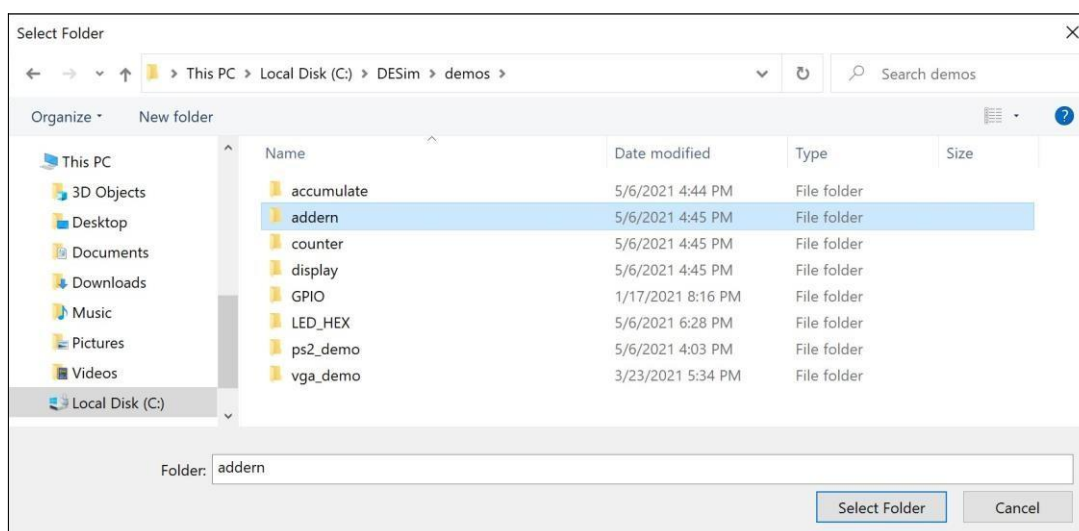 Select Folder
This PC > Local Disk (C:) > DESim > demos >
Search demos
Organize
New folder
Name Date modified Type Size
This PC
3D Objects
Desktop
Documents
Downloads
Music
Pictures
Videos
Local Disk (C:)
accumulate 5/6/2021 4:44 PM File folder
addern 5/6/2021 4:45 PM File folder
counter 5/6/2021 4:45 PM File folder
display 5/6/2021 4:45 PM File folder
GPIO 1/17/2021 8:16 PM File folder
LED_HEX 5/6/2021 6:28 PM File folder
ps2_demo 5/6/2021 4:03 PM File folder
vga_demo 3/23/2021 5:34 PM File folder
Folder: addern
Select Folder
Cancel